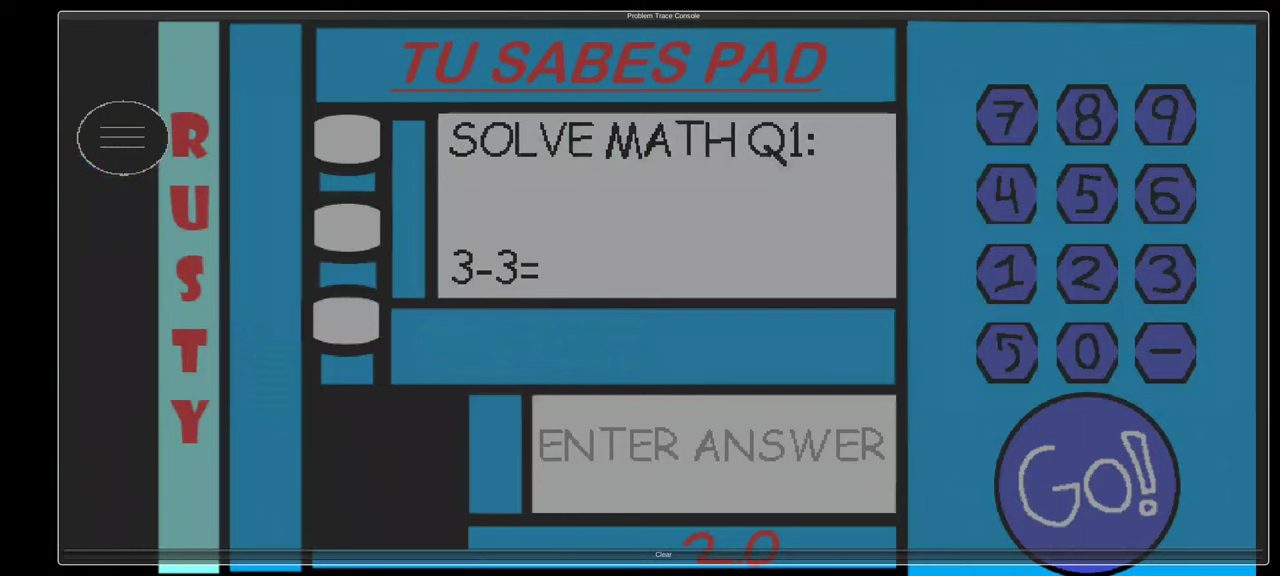 Problem Trace Console
TU SABES PAD
RUSTY
SOLVE MATH Q1:
3-3=
ENTER ANSWER
7 8 9
4 5 6
1 2 3
5 0 -
GO!
2.0
Clear